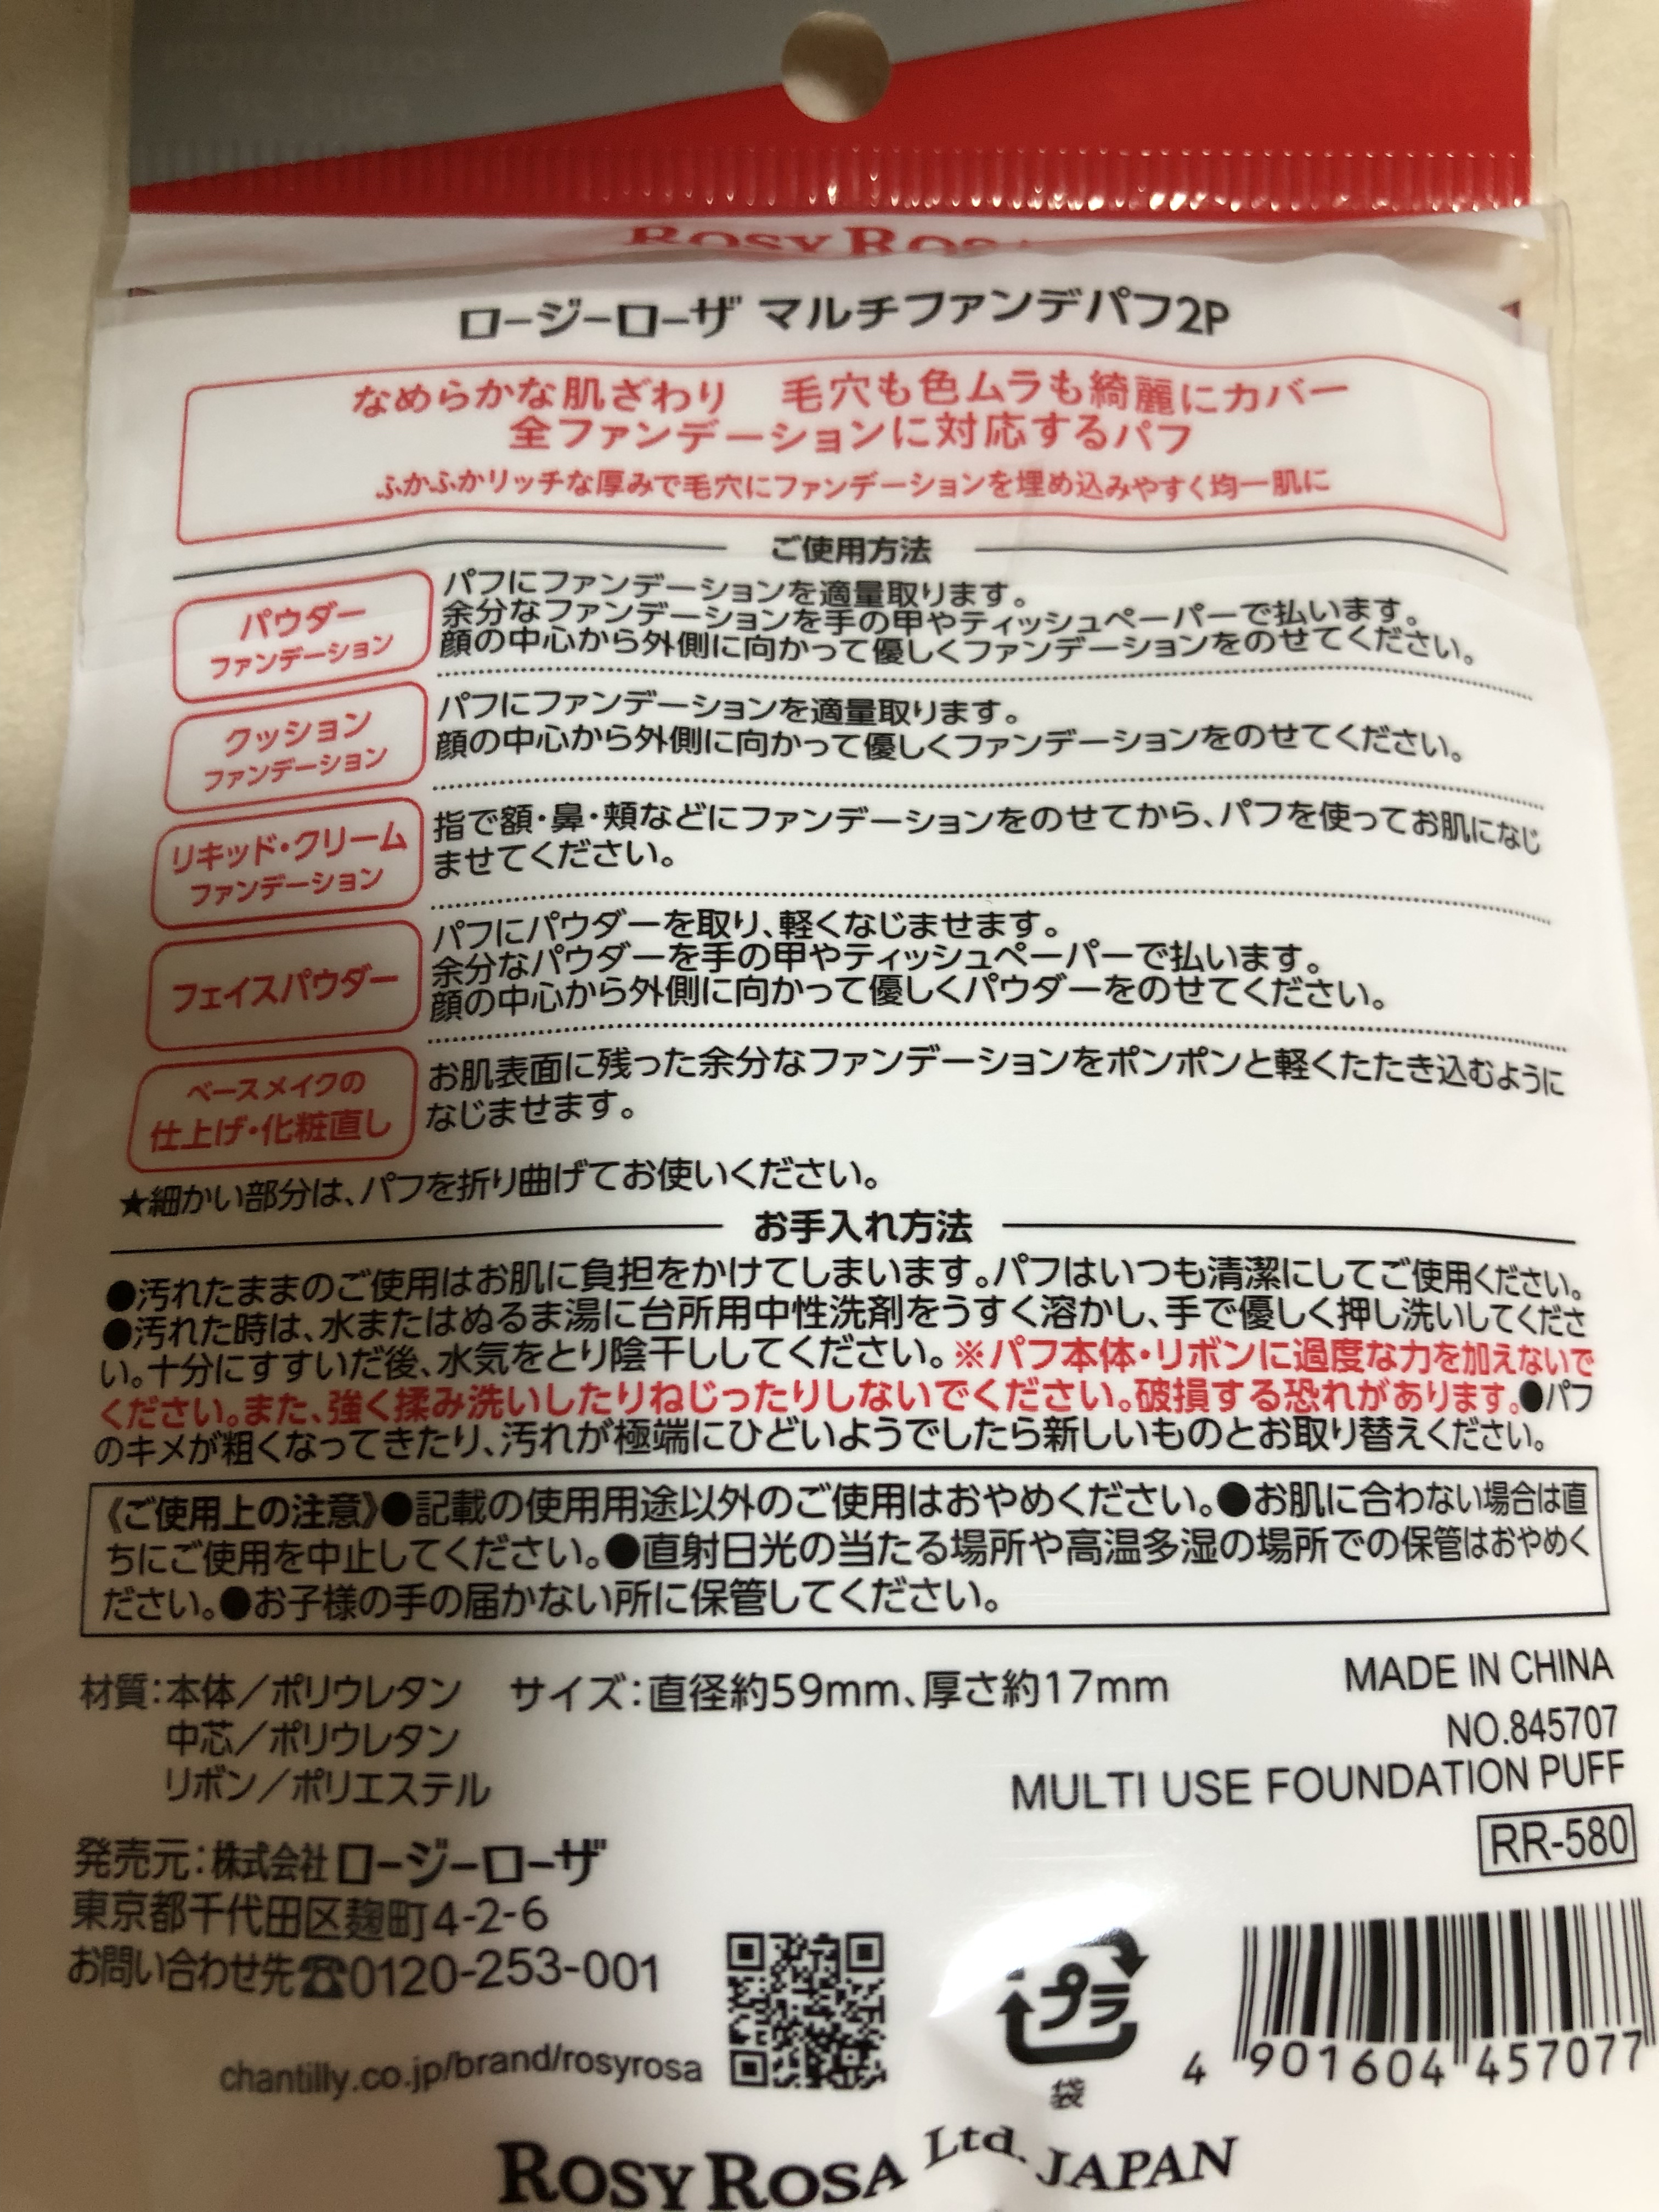 ROSY ROSA
ロージーローザ マルチファンデパフ2P
なめらかな肌ざわり 毛穴も色ムラも綺麗にカバー
全ファンデーションに対応するパフ
ふかふかリッチな厚みで毛穴にファンデーションを埋め込みやすく均一肌に
ご使用方法
パウダー
ファンデーション
パフにファンデーションを適量取ります。
余分なファンデーションを手の甲やティッシュペーパーで払います。
顔の中心から外側に向かって優しくファンデーションをのせてください。
クッション
ファンデーション
パフにファンデーションを適量取ります。
顔の中心から外側に向かって優しくファンデーションをのせてください。
リキッド・クリーム
ファンデーション
指で額・鼻・頬などにファンデーションをのせてから、パフを使ってお肌になじ
ませてください。
フェイスパウダー
パフにパウダーを取り、軽くなじませます。
余分なパウダーを手の甲やティッシュペーパーで払います。
顔の中心から外側に向かって優しくパウダーをのせてください。
ベースメイクの
仕上げ・化粧直し
お肌表面に残った余分なファンデーションをポンポンと軽くたたき込むように
なじませます。
★細かい部分は、パフを折り曲げてお使いください。
お手入れ方法
●汚れたままのご使用はお肌に負担をかけてしまいます。パフはいつも清潔にしてご使用ください。
●汚れた時は、水またはぬるま湯に台所用中性洗剤をうすく溶かし、手で優しく押し洗いしてくださ
い。十分にすすいだ後、水気をとり陰干ししてください。※パフ本体・リボンに過度な力を加えないで
ください。また、強く揉み洗いしたりねじったりしないでください。破損する恐れがあります。●パフ
のキメが粗くなってきたり、汚れが極端にひどいようでしたら新しいものとお取り替えください。
《ご使用上の注意》●記載の使用用途以外のご使用はおやめください。●お肌に合わない場合は直
ちにご使用を中止してください。●直射日光の当たる場所や高温多湿の場所での保管はおやめく
ださい。●お子様の手の届かない所に保管してください。
材質：本体／ポリウレタン サイズ：直径約59mm、厚さ約17mm
中芯／ポリウレタン
リボン／ポリエステル
MADE IN CHINA
NO.845707
MULTI USE FOUNDATION PUFF
RR-580
発売元：株式会社ロージーローザ
東京都千代田区麹町4-2-6
お問い合わせ先☎0120-253-001
chantilly.co.jp/brand/rosyrosa
プラ
袋
4 901604 457077
ROSY ROSA Ltd. JAPAN